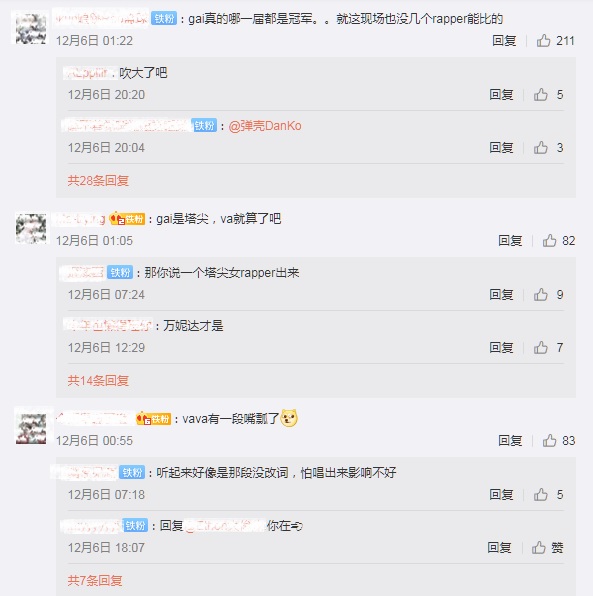 铁粉：gai真的哪一届都是冠军。。就这现场也没几个rapper能比的
12月6日 01:22 回复 211
：吹大了吧
12月6日 20:20 回复 5
铁粉：@弹壳DanKo
12月6日 20:04 回复 3
共28条回复
铁粉：gai是塔尖，va就算了吧
12月6日 01:05 回复 82
铁粉：那你说一个塔尖女rapper出来
12月6日 07:24 回复 9
：万妮达才是
12月6日 12:29 回复 7
共14条回复
铁粉：vava有一段嘴瓢了
12月6日 00:55 回复 83
铁粉：听起来好像是那段没改词，怕唱出来影响不好
12月6日 07:18 回复 5
铁粉：回复 你在
12月6日 18:07 回复 赞
共7条回复